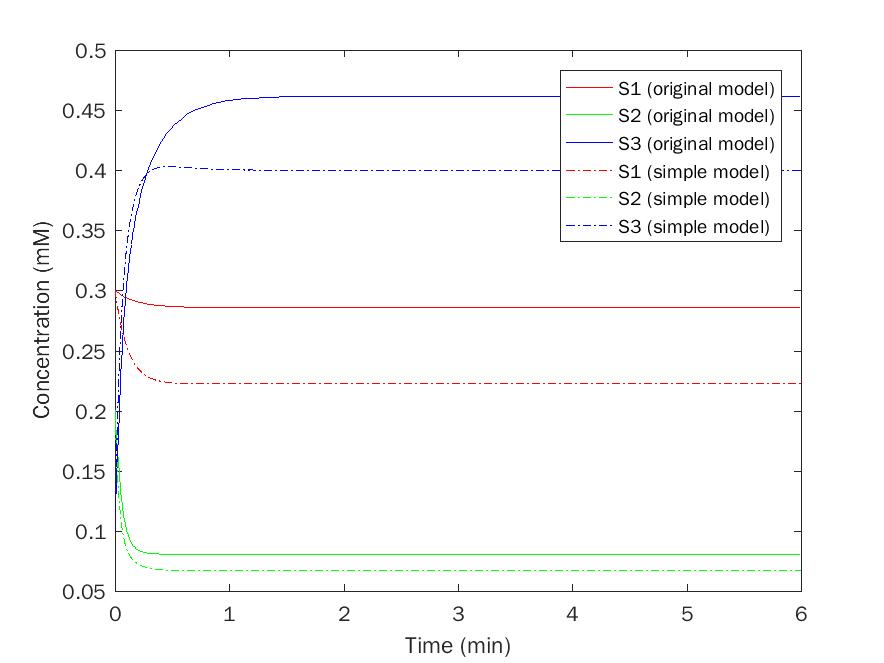 0.5
0.45
0.4
0.35
0.3
0.25
0.2
0.15
0.1
0.05
Concentration (mM)
S1 (original model)
S2 (original model)
S3 (original model)
S1 (simple model)
S2 (simple model)
S3 (simple model)
0 1 2 3 4 5 6
Time (min)